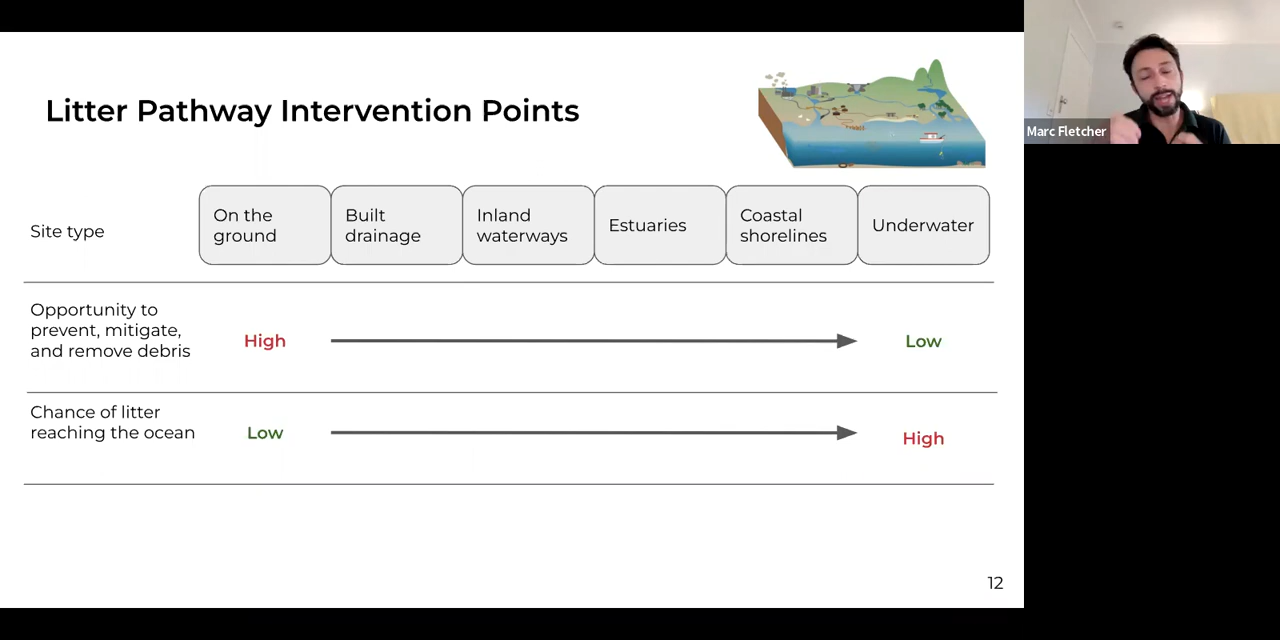 Litter Pathway Intervention Points
Marc Fletcher
Site type
On the
ground
Built
drainage
Inland
waterways
Estuaries
Coastal
shorelines
Underwater
Opportunity to
prevent, mitigate,
and remove debris
High
Low
Chance of litter
reaching the ocean
Low
High
12